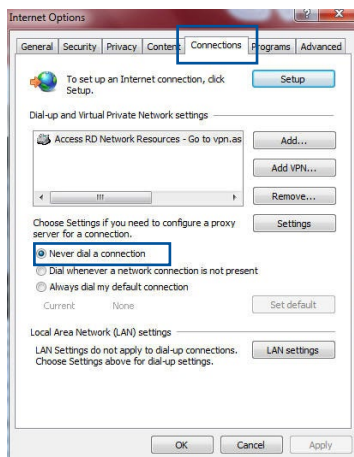 Internet Options
General Security Privacy Content Connections Programs Advanced
To set up an Internet connection, click
Setup.
Setup
Dial-up and Virtual Private Network settings
Access RD Network Resources - Go to vpn.as
Add...
Add VPN...
Remove...
Choose Settings if you need to configure a proxy
server for a connection.
Settings
Never dial a connection
Dial whenever a network connection is not present
Always dial my default connection
Current None
Set default
Local Area Network (LAN) settings
LAN Settings do not apply to dial-up connections.
Choose Settings above for dial-up settings.
LAN settings
OK Cancel Apply